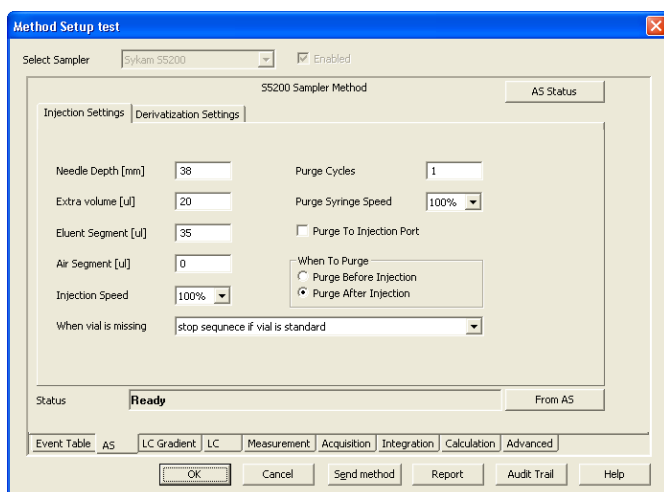 Method Setup test
Select Sampler Sykam S5200 Enabled
S5200 Sampler Method AS Status
Injection Settings Derivatization Settings
Needle Depth [mm] 38 Purge Cycles 1
Extra volume [ul] 20 Purge Syringe Speed 100%
Eluent Segment [ul] 35 Purge To Injection Port
Air Segment [ul] 0 When To Purge
Purge Before Injection
Injection Speed 100% Purge After Injection
When vial is missing stop sequnece if vial is standard
Status Ready From AS
Event Table AS LC Gradient LC Measurement Acquisition Integration Calculation Advanced
OK Cancel Send method Report Audit Trail Help